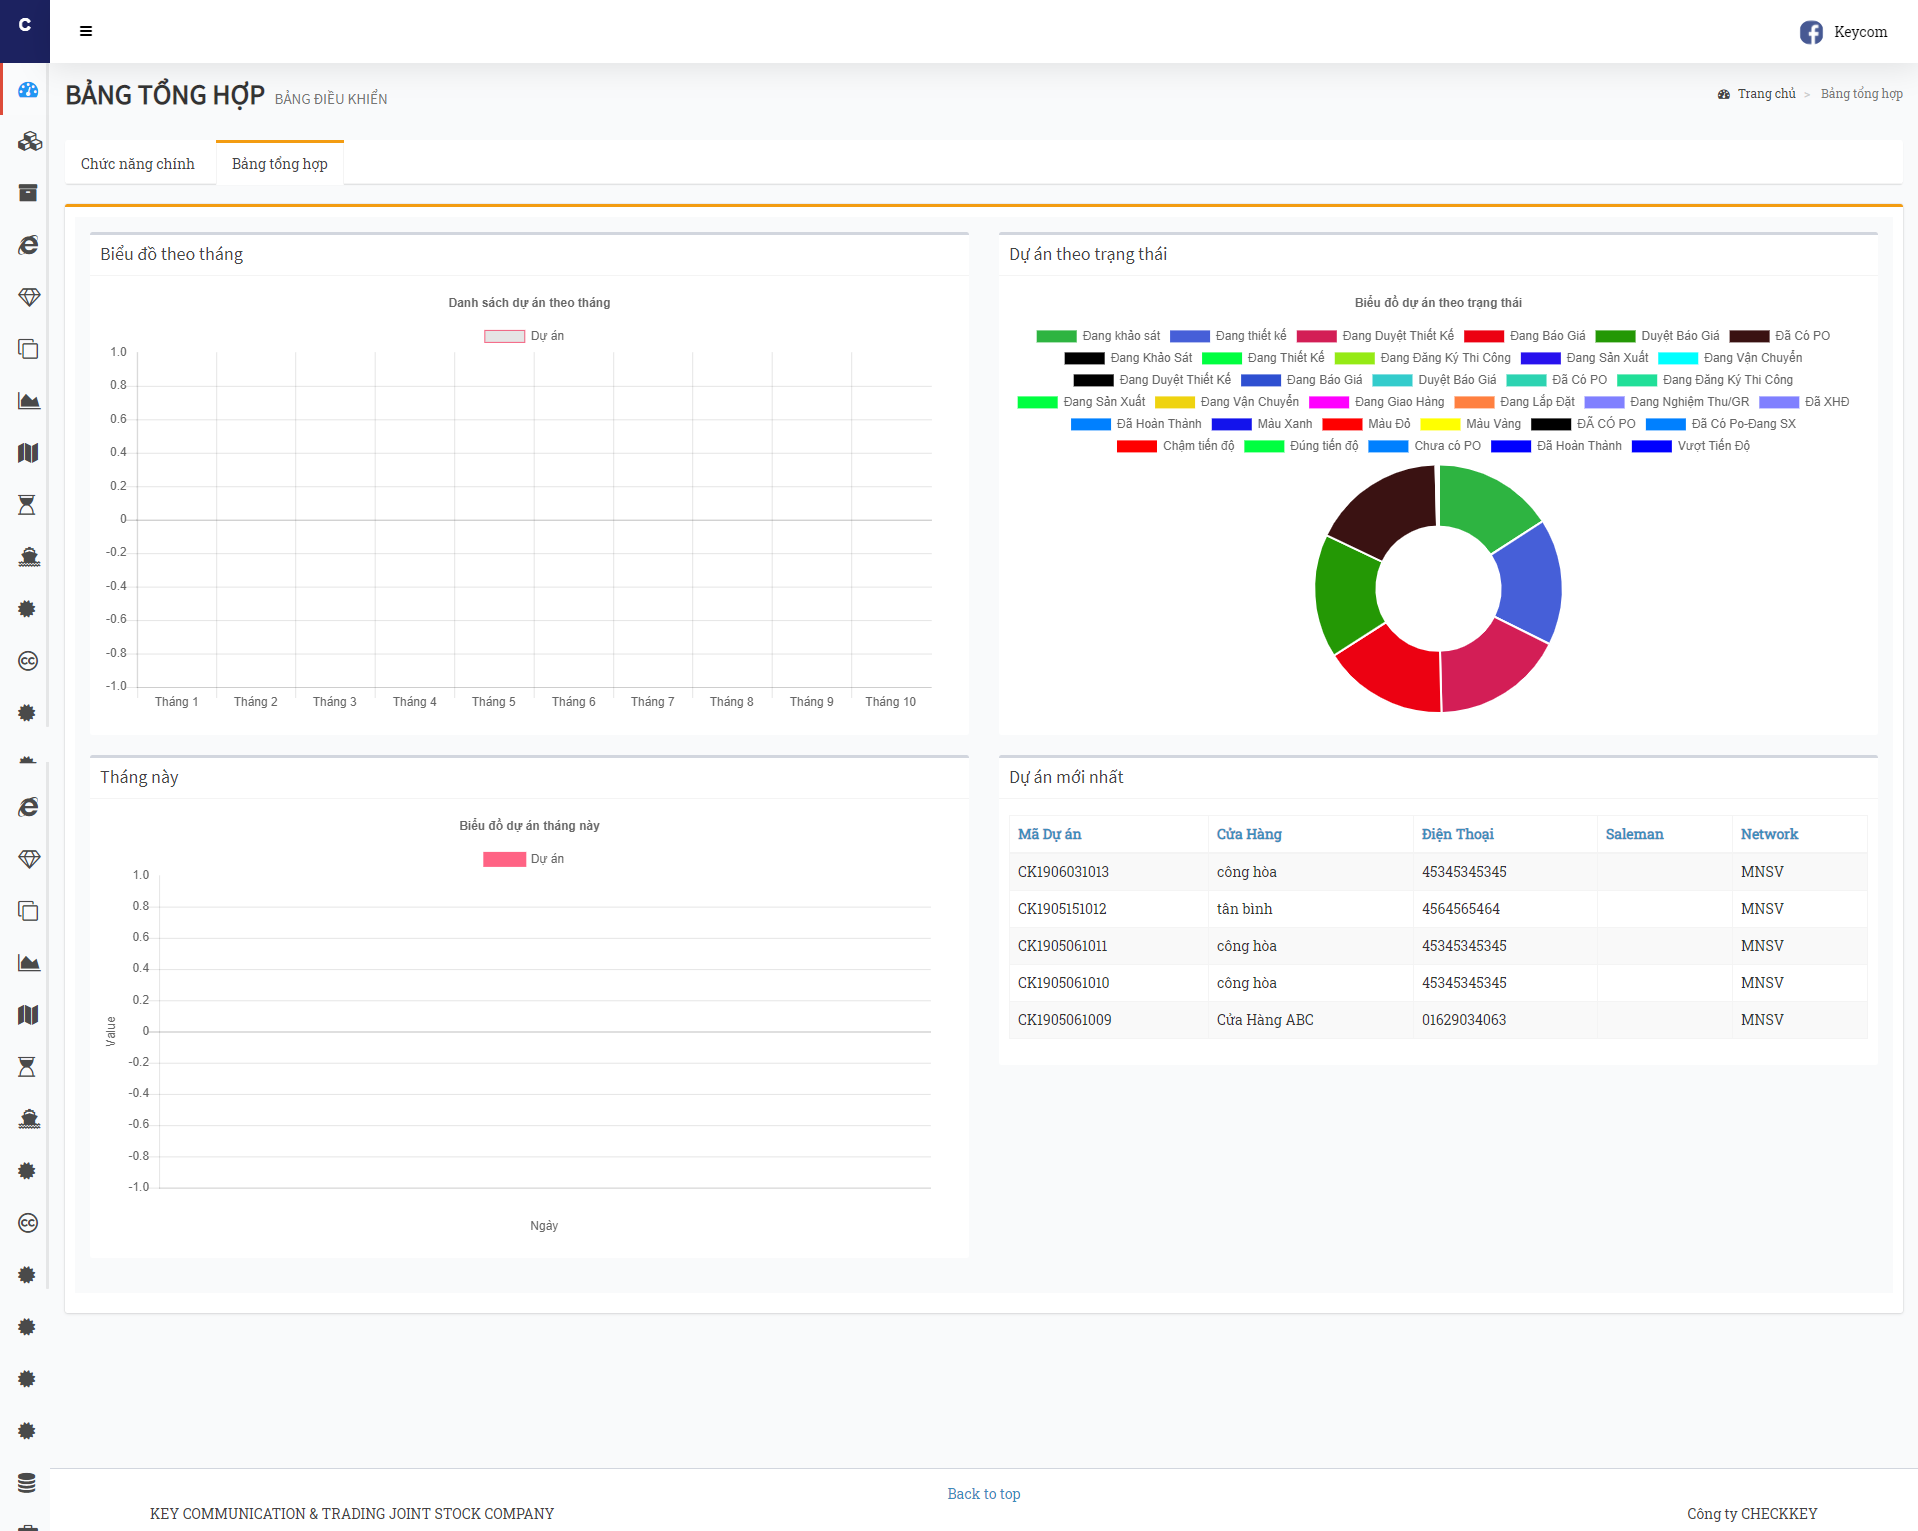 C
Keycom
BẢNG TỔNG HỢP BẢNG ĐIỀU KHIỂN
Trang chủ > Bảng tổng hợp
Chức năng chính
Bảng tổng hợp
Biểu đồ theo tháng
Danh sách dự án theo tháng
Dự án
1.0
0.8
0.6
0.4
0.2
0
-0.2
-0.4
-0.6
-0.8
-1.0
Tháng 1 Tháng 2 Tháng 3 Tháng 4 Tháng 5 Tháng 6 Tháng 7 Tháng 8 Tháng 9 Tháng 10
Dự án theo trạng thái
Biểu đồ dự án theo trạng thái
Đang khảo sát Đang thiết kế Đang Duyệt Thiết Kế Đang Báo Giá Duyệt Báo Giá Đã Có PO
Đang Khảo Sát Đang Thiết Kế Đang Đăng Ký Thi Công Đang Sản Xuất Đang Vận Chuyển
Đang Duyệt Thiết Kế Đang Báo Giá Duyệt Báo Giá Đã Có PO Đang Đăng Ký Thi Công
Đang Sản Xuất Đang Vận Chuyển Đang Giao Hàng Đang Lắp Đặt Đang Nghiệm Thu/GR Đã XHĐ
Đã Hoàn Thành Màu Xanh Màu Đỏ Màu Vàng ĐÃ CÓ PO Đã Có Po-Đang SX
Chậm tiến độ Đúng tiến độ Chưa có PO Đã Hoàn Thành Vượt Tiến Độ
Tháng này
Biểu đồ dự án tháng này
Dự án
1.0
0.8
0.6
0.4
0.2
0
-0.2
-0.4
-0.6
-0.8
-1.0
Value
Ngày
Dự án mới nhất
Mã Dự án Cửa Hàng Điện Thoại Saleman Network
CK1906031013 công hòa 45345345345 MNSV
CK1905151012 tân bình 4564565464 MNSV
CK1905061011 công hòa 45345345345 MNSV
CK1905061010 công hòa 45345345345 MNSV
CK1905061009 Cửa Hàng ABC 01629034063 MNSV
Back to top
KEY COMMUNICATION & TRADING JOINT STOCK COMPANY
Công ty CHECKKEY